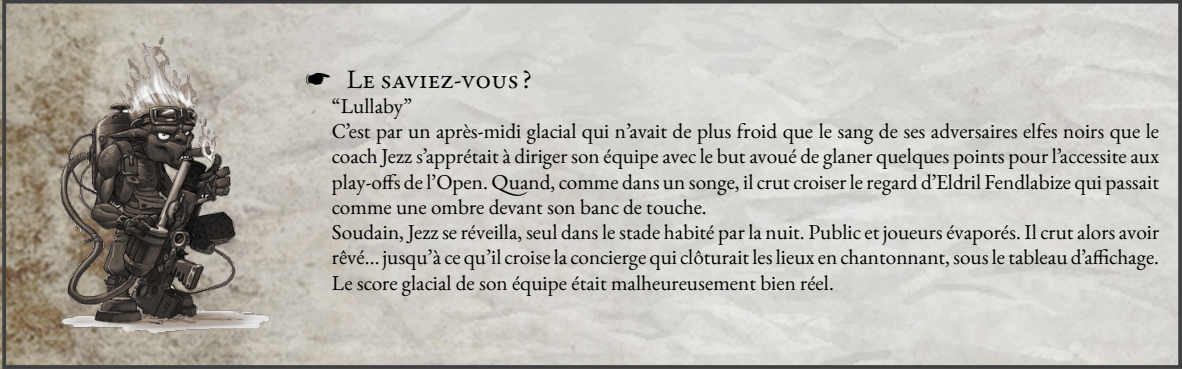 ☛ Le saviez-vous ?
“Lullaby”
C’est par un après-midi glacial qui n’avait de plus froid que le sang de ses adversaires elfes noirs que le
coach Jezz s’apprétait à diriger son équipe avec le but avoué de glaner quelques points pour l’accessite aux
play-offs de l’Open. Quand, comme dans un songe, il crut croiser le regard d’Eldril Fendlabize qui passait
comme une ombre devant son banc de touche.
Soudain, Jezz se réveilla, seul dans le stade habité par la nuit. Public et joueurs évaporés. Il crut alors avoir
rêvé... jusqu’à ce qu’il croise la concierge qui clôturait les lieux en chantonnant, sous le tableau d’affichage.
Le score glacial de son équipe était malheureusement bien réel.